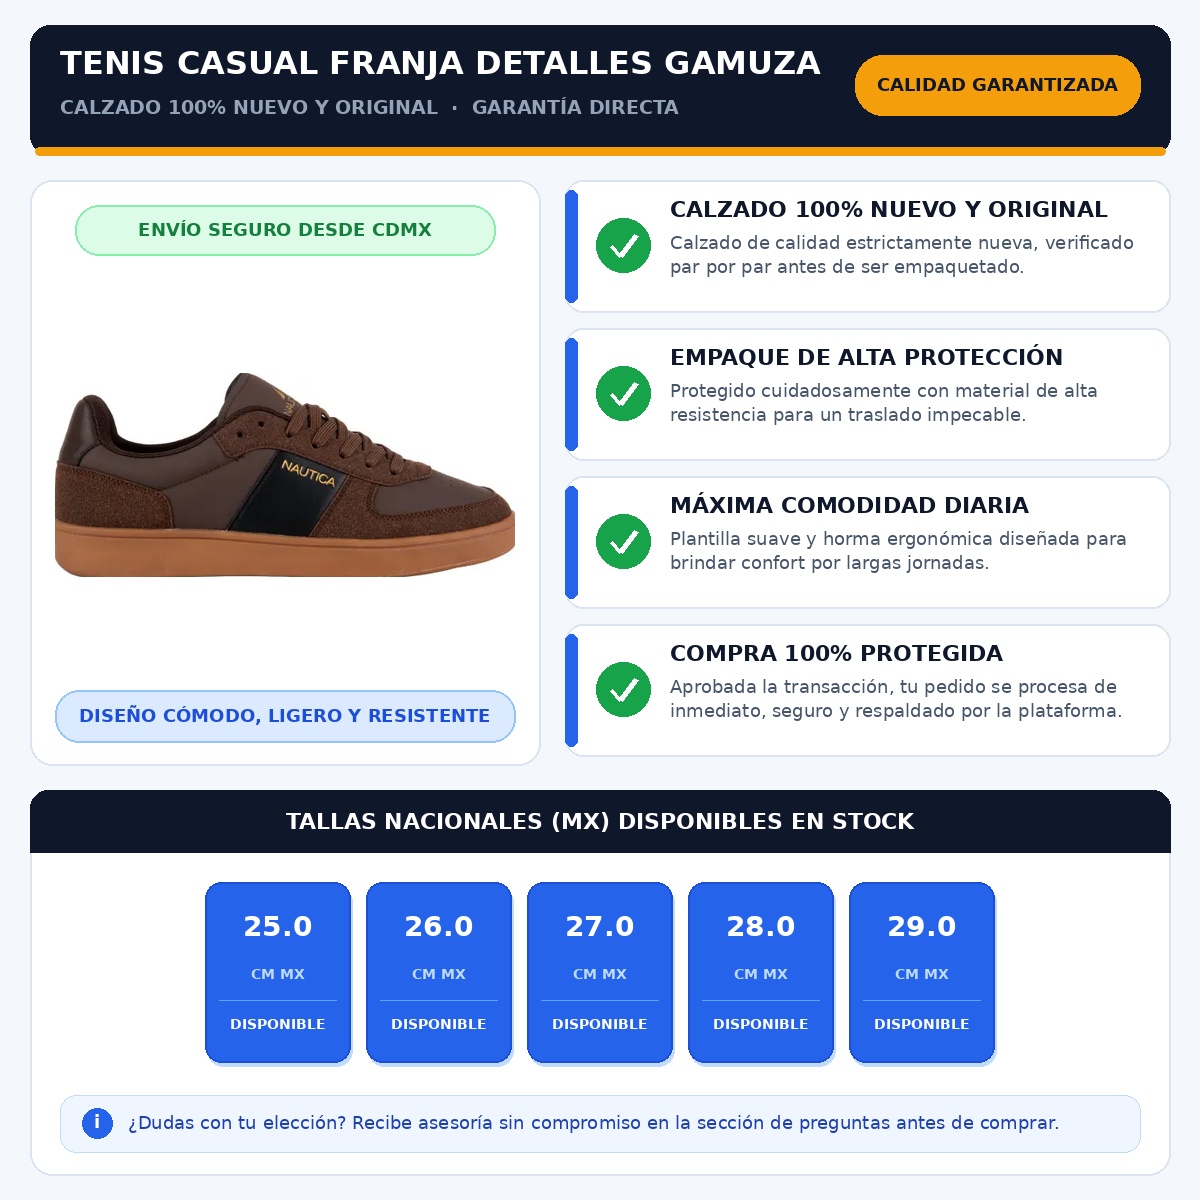 TENIS CASUAL FRANJA DETALLES GAMUZA
CALZADO 100% NUEVO Y ORIGINAL · GARANTÍA DIRECTA
CALIDAD GARANTIZADA
ENVÍO SEGURO DESDE CDMX
NAUTICA
DISEÑO CÓMODO, LIGERO Y RESISTENTE
CALZADO 100% NUEVO Y ORIGINAL
Calzado de calidad estrictamente nueva, verificado
par por par antes de ser empaquetado.
EMPAQUE DE ALTA PROTECCIÓN
Protegido cuidadosamente con material de alta
resistencia para un traslado impecable.
MÁXIMA COMODIDAD DIARIA
Plantilla suave y horma ergonómica diseñada para
brindar confort por largas jornadas.
COMPRA 100% PROTEGIDA
Aprobada la transacción, tu pedido se procesa de
inmediato, seguro y respaldado por la plataforma.
TALLAS NACIONALES (MX) DISPONIBLES EN STOCK
25.0
CM MX
DISPONIBLE
26.0
CM MX
DISPONIBLE
27.0
CM MX
DISPONIBLE
28.0
CM MX
DISPONIBLE
29.0
CM MX
DISPONIBLE
i ¿Dudas con tu elección? Recibe asesoría sin compromiso en la sección de preguntas antes de comprar.